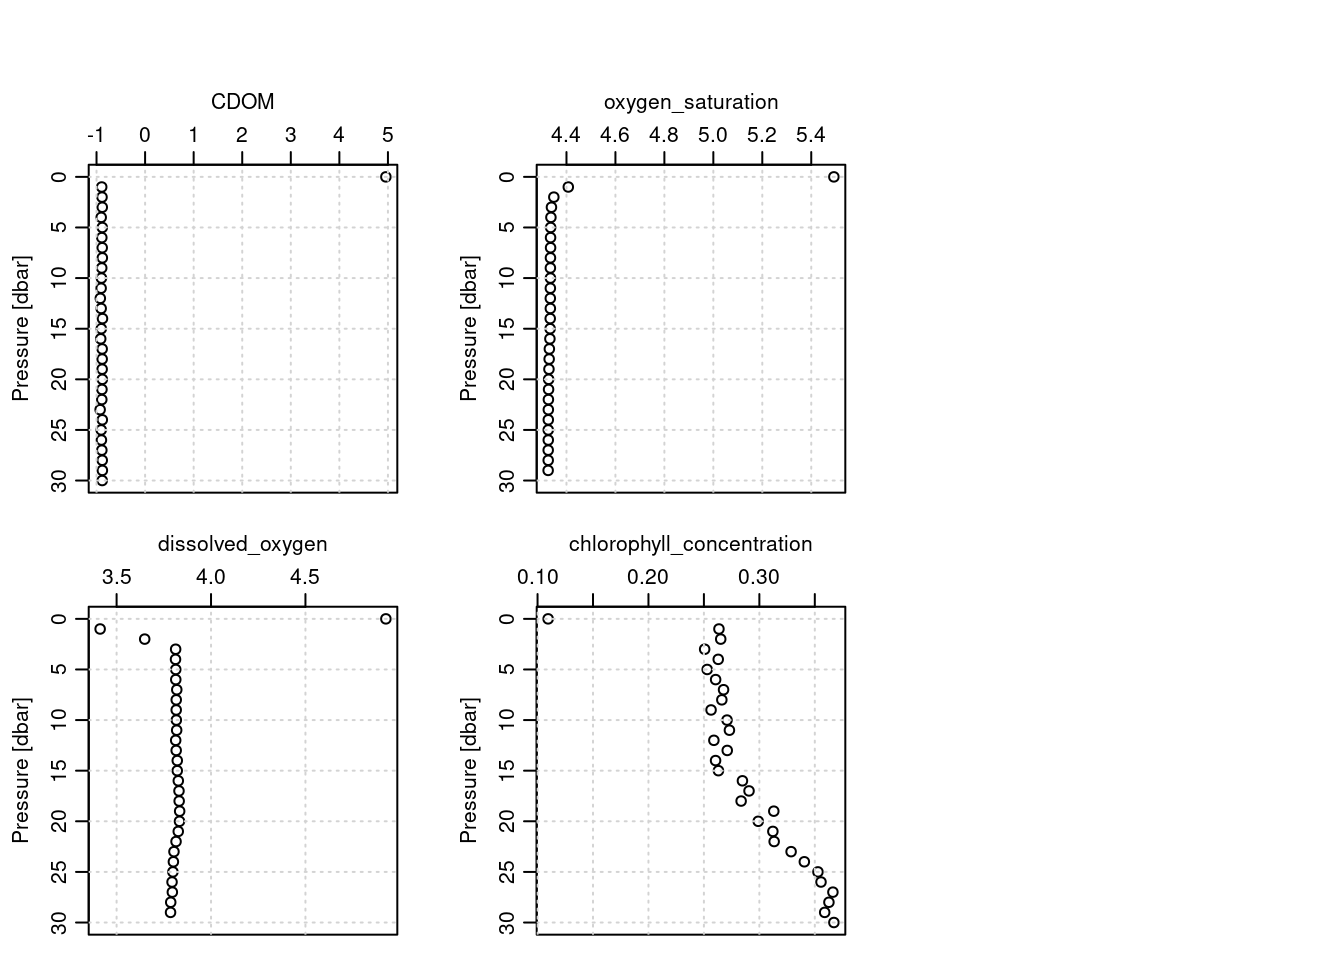 CDOM
-1 0 1 2 3 4 5
Pressure [dbar]
0 5 10 15 20 25 30
oxygen_saturation
4.4 4.6 4.8 5.0 5.2 5.4
Pressure [dbar]
0 5 10 15 20 25 30
dissolved_oxygen
3.5 4.0 4.5
Pressure [dbar]
0 5 10 15 20 25 30
chlorophyll_concentration
0.10 0.20 0.30
Pressure [dbar]
0 5 10 15 20 25 30